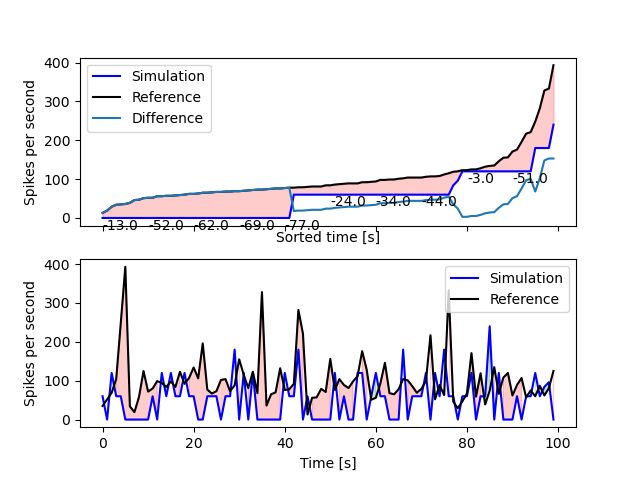 400
300
200
100
0
Spikes per second
Simulation
Reference
Difference
-13.0 -52.0 -62.0 -69.0 -77.0 -24.0 -34.0 -44.0 -3.0 -51.0
Sorted time [s]
400
300
200
100
0
Spikes per second
Simulation
Reference
0 20 40 60 80 100
Time [s]